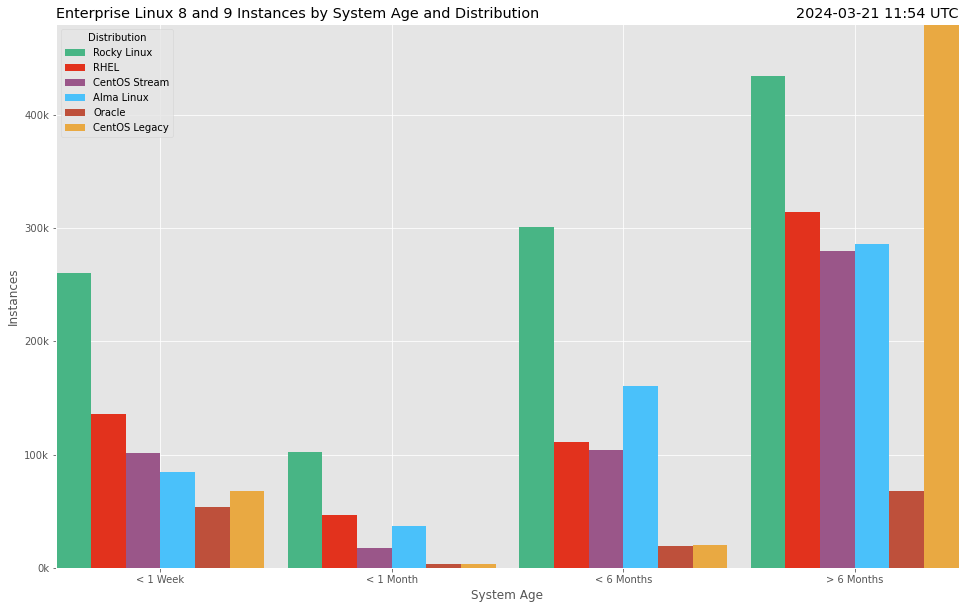 Enterprise Linux 8 and 9 Instances by System Age and Distribution
2024-03-21 11:54 UTC
Distribution
Rocky Linux
RHEL
CentOS Stream
Alma Linux
Oracle
CentOS Legacy
Instances
400k
300k
200k
100k
0k
< 1 Week
< 1 Month
< 6 Months
> 6 Months
System Age